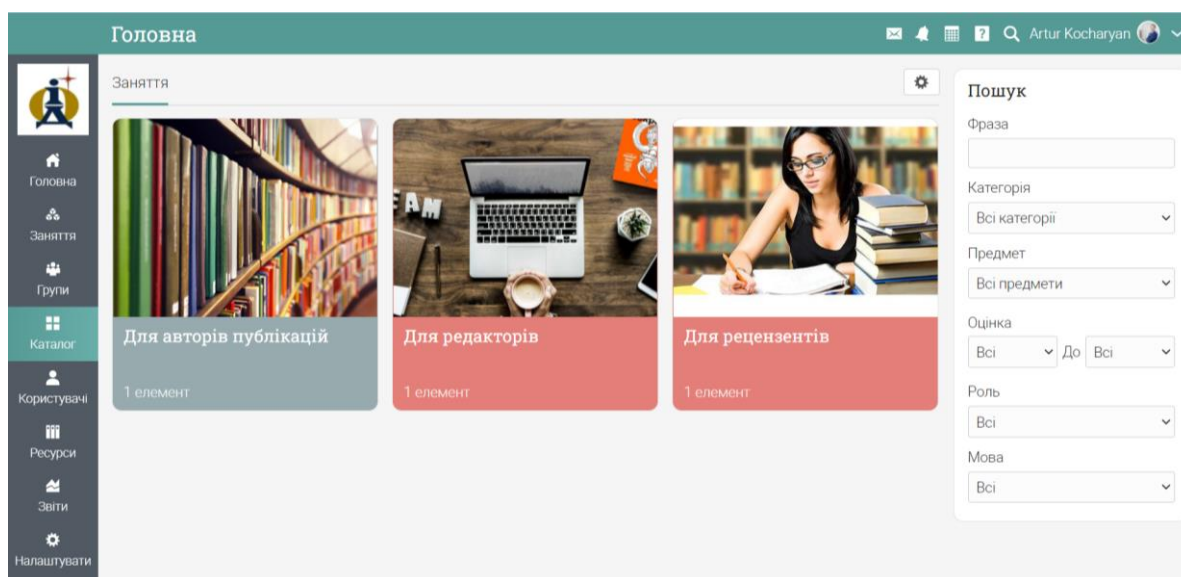 Головна
Artur Kocharyan
Головна
Заняття
Групи
Каталог
Користувачі
Ресурси
Звіти
Налаштувати
Заняття
Для авторів публікацій
1 елемент
Для редакторів
1 елемент
Для рецензентів
1 елемент
Пошук
Фраза
Категорія
Всі категорії
Предмет
Всі предмети
Оцінка
Всі До Всі
Роль
Всі
Мова
Всі